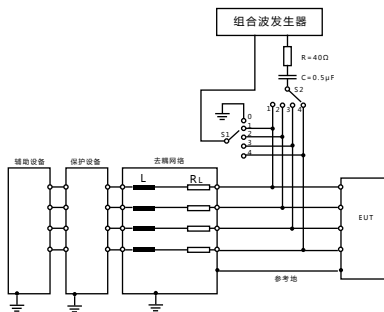 组合波发生器
R=40Ω
C=0.5μF
S2
1 2 3 4
S1
0
1
2
3
4
辅助设备 保护设备 去耦网络
L RL
EUT
参考地